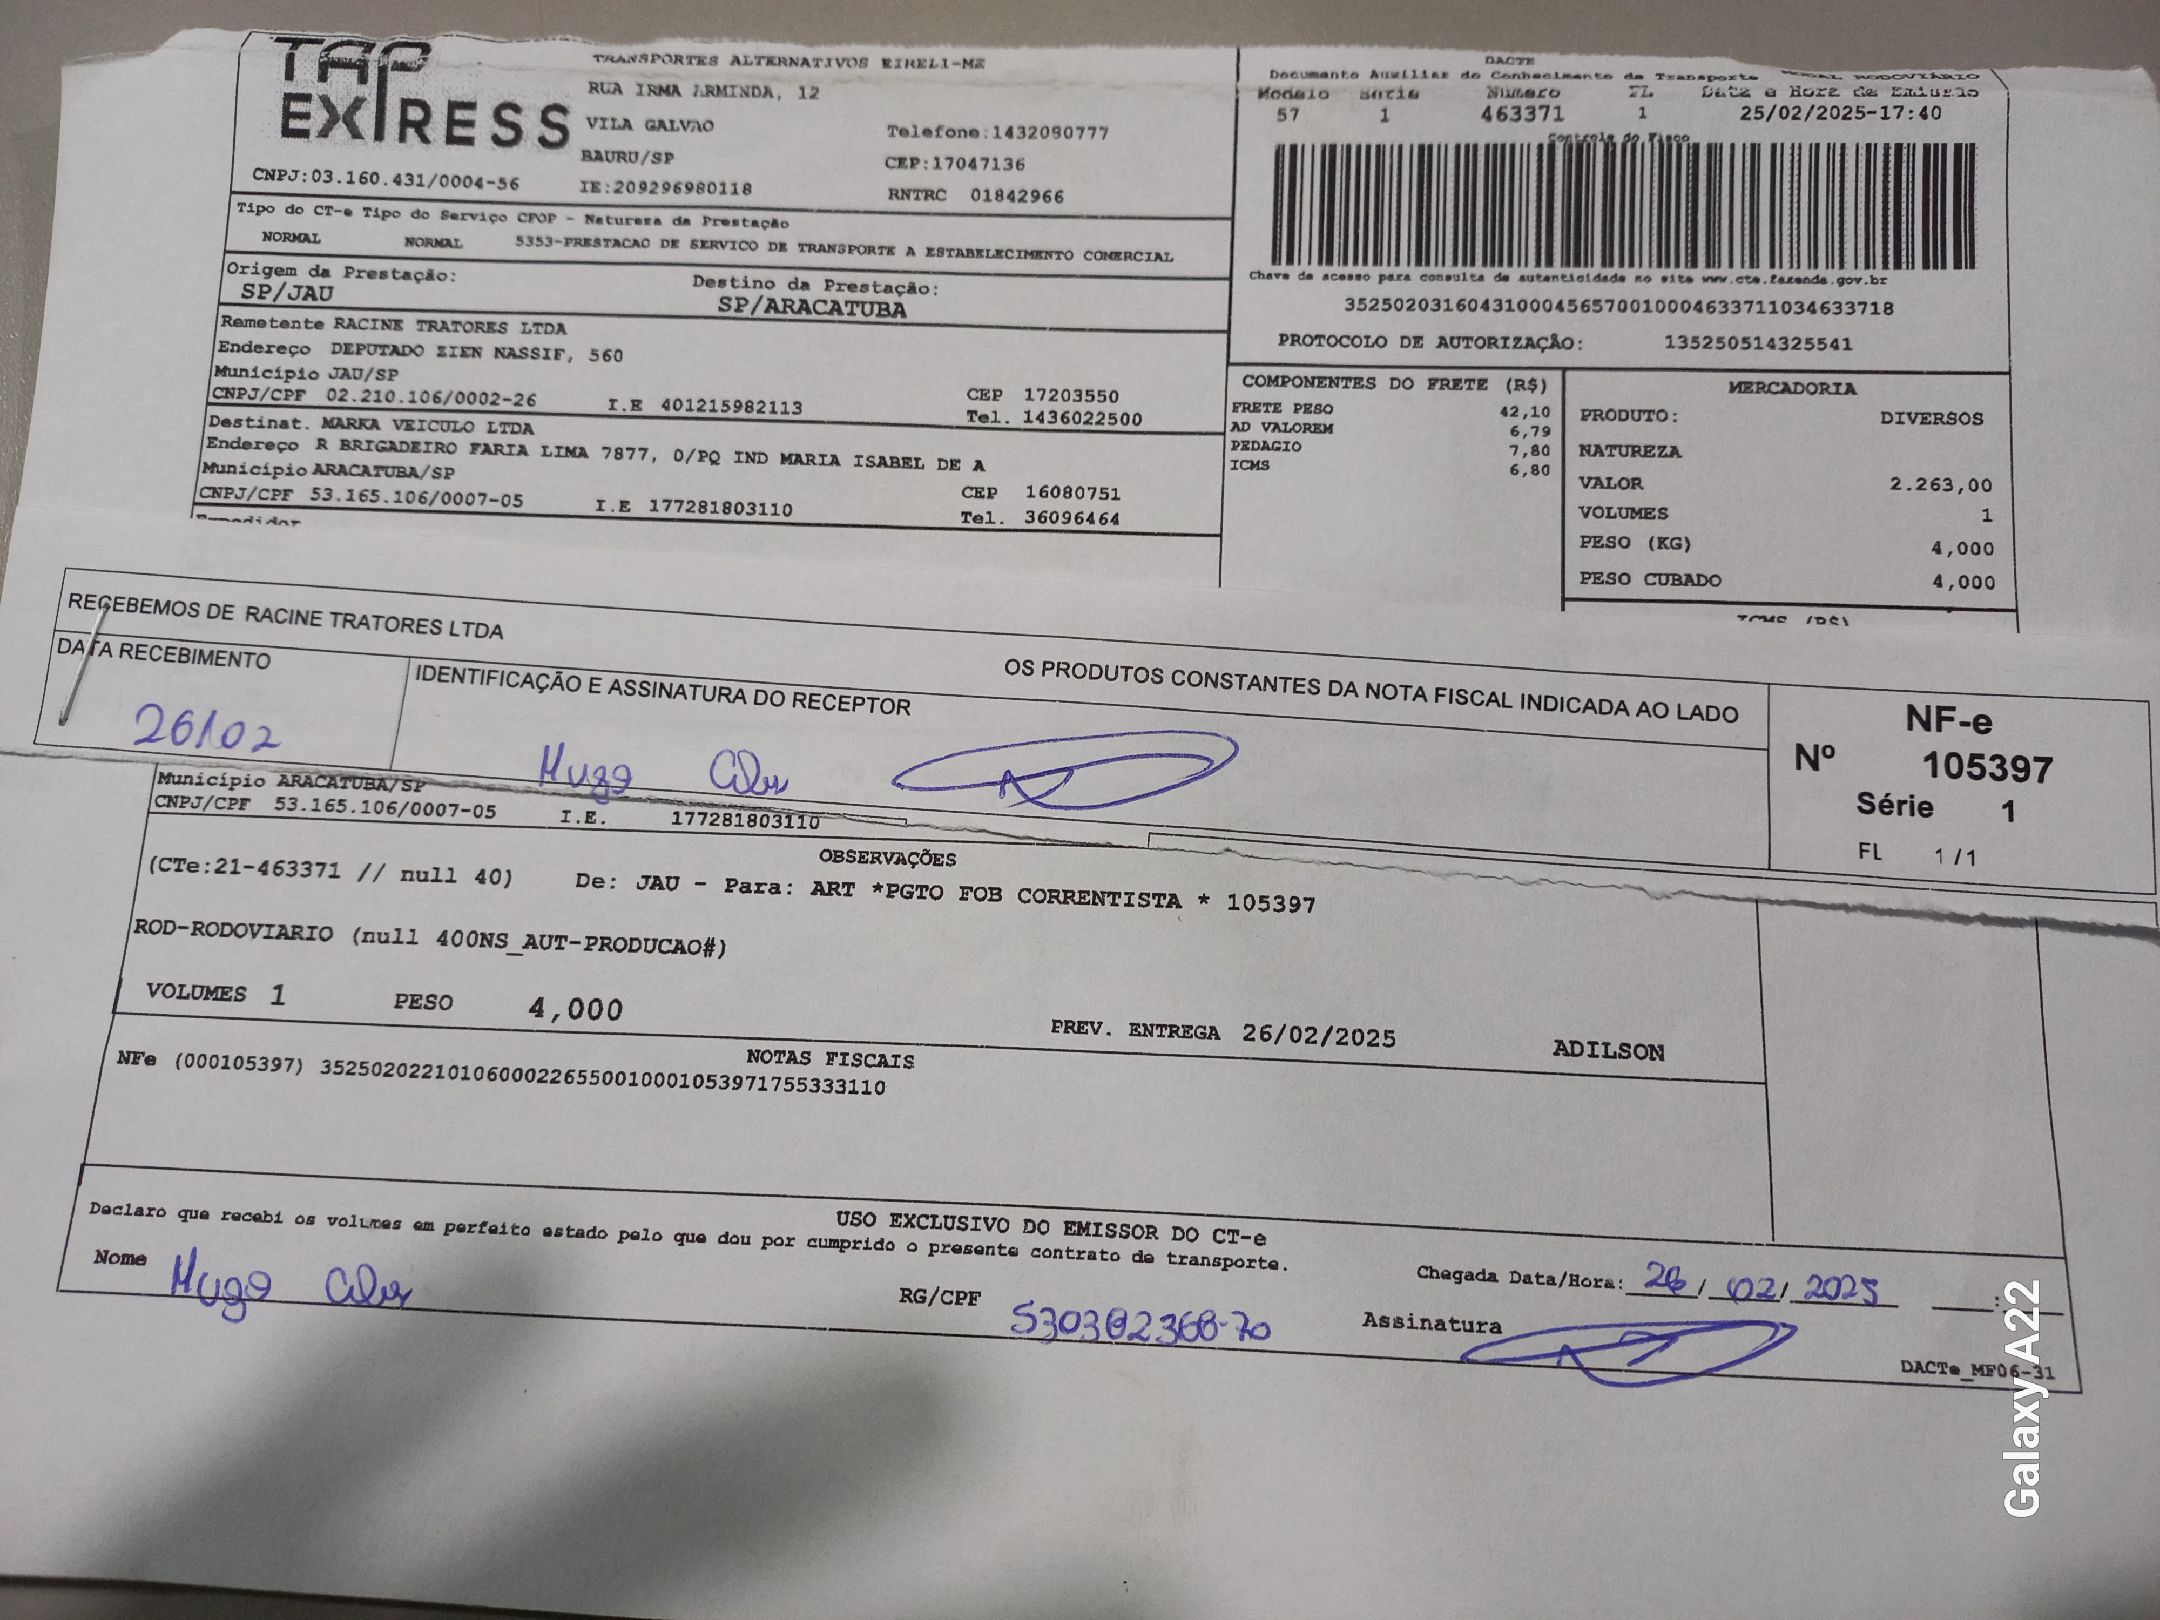 TAP EXPRESS
TRANSPORTES ALTERNATIVOS EIRELI-ME
RUA IRMA ARMINDA, 12
VILA GALVAO
Telefone:1432080777
BAURU/SP
CEP:17047136
CNPJ:03.160.431/0004-56
IE:209296980118
RNTRC 01842966
DACTE
Documento Auxiliar do Conhecimento de Transporte MODAL RODOVIÁRIO
Modelo Série Número FL Data e Hora de Emissão
57 1 463371 1 25/02/2025-17:40
Controle do Fisco
Chave de acesso para consulta de autenticidade no site www.cte.fazenda.gov.br
35250203160431000456570010004633711034633718
PROTOCOLO DE AUTORIZAÇÃO: 135250514325541
Tipo do CT-e Tipo do Serviço CFOP - Natureza da Prestação
NORMAL NORMAL 5353-PRESTACAO DE SERVICO DE TRANSPORTE A ESTABELECIMENTO COMERCIAL
Origem da Prestação: Destino da Prestação:
SP/JAU SP/ARACATUBA
Remetente RACINE TRATORES LTDA
Endereço DEPUTADO ZIEN NASSIF, 560
Município JAU/SP
CEP 17203550
CNPJ/CPF 02.210.106/0002-26 I.E 401215982113
Tel. 1436022500
Destinat. MARKA VEICULO LTDA
Endereço R BRIGADEIRO FARIA LIMA 7877, 0/PQ IND MARIA ISABEL DE A
Município ARACATUBA/SP
CEP 16080751
CNPJ/CPF 53.165.106/0007-05 I.E 177281803110
Tel. 36096464
Expedidor
COMPONENTES DO FRETE (R$)
FRETE PESO 42,10
AD VALOREM 6,79
PEDAGIO 7,80
ICMS 6,80
MERCADORIA
PRODUTO: DIVERSOS
NATUREZA
VALOR 2.263,00
VOLUMES 1
PESO (KG) 4,000
PESO CUBADO 4,000
ICMS (R$)
RECEBEMOS DE RACINE TRATORES LTDA
OS PRODUTOS CONSTANTES DA NOTA FISCAL INDICADA AO LADO
DATA RECEBIMENTO
IDENTIFICAÇÃO E ASSINATURA DO RECEPTOR
26/02
Hugo
NF-e
Nº 105397
Série 1
FL 1 /1
Município ARACATUBA/SP
CNPJ/CPF 53.165.106/0007-05 I.E. 177281803110
OBSERVAÇÕES
(CTe:21-463371 // null 40) De: JAU - Para: ART *PGTO FOB CORRENTISTA * 105397
ROD-RODOVIARIO (null 400NS_AUT-PRODUCAO#)
VOLUMES 1 PESO 4,000
PREV. ENTREGA 26/02/2025 ADILSON
NOTAS FISCAIS
NFe (000105397) 35250202210106000226550010001053971755333110
USO EXCLUSIVO DO EMISSOR DO CT-e
Declaro que recebi os volumes em perfeito estado pelo que dou por cumprido o presente contrato de transporte.
Nome Hugo
RG/CPF
Chegada Data/Hora: 26/02/2025 :
Assinatura
DACTe_MF06-31
Galaxy A22